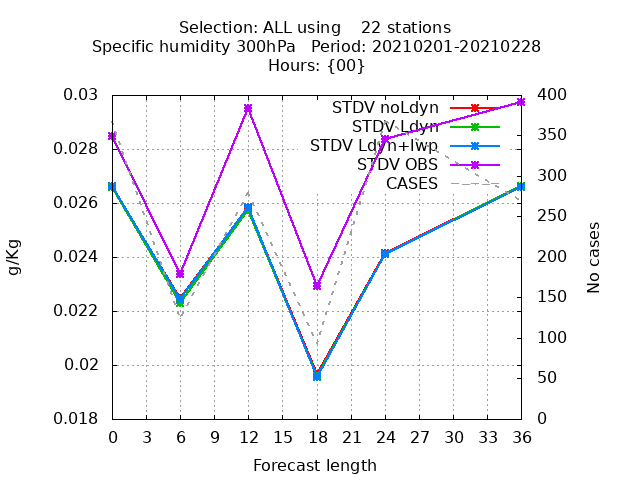 Selection: ALL using    22 stations
Specific humidity 300hPa   Period: 20210201-20210228
Hours: {00}
0.03
0.028
0.026
0.024
0.022
0.02
0.018
g/Kg
STDV noLdyn
STDV Ldyn
STDV Ldyn+lwp
STDV OBS
CASES
400
350
300
250
200
150
100
50
0
No cases
0 3 6 9 12 15 18 21 24 27 30 33 36
Forecast length